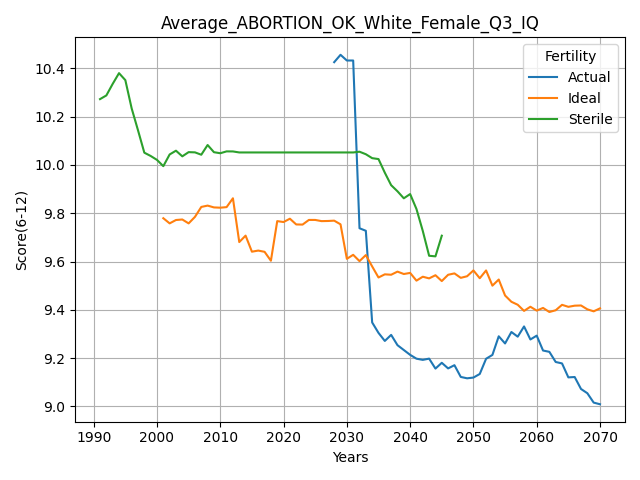 Average_ABORTION_OK_White_Female_Q3_IQ
Fertility
Actual
Ideal
Sterile
Score(6-12)
10.4
10.2
10.0
9.8
9.6
9.4
9.2
9.0
1990 2000 2010 2020 2030 2040 2050 2060 2070
Years